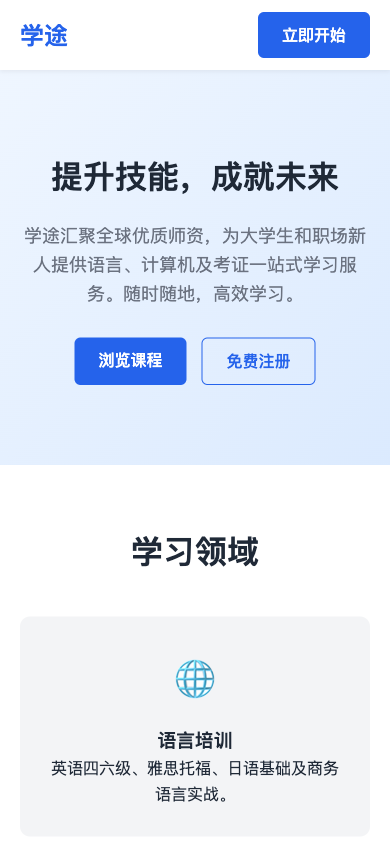 学途
立即开始
提升技能，成就未来
学途汇聚全球优质师资，为大学生和职场新
人提供语言、计算机及考证一站式学习服
务。随时随地，高效学习。
浏览课程
免费注册
学习领域
语言培训
英语四六级、雅思托福、日语基础及商务
语言实战。